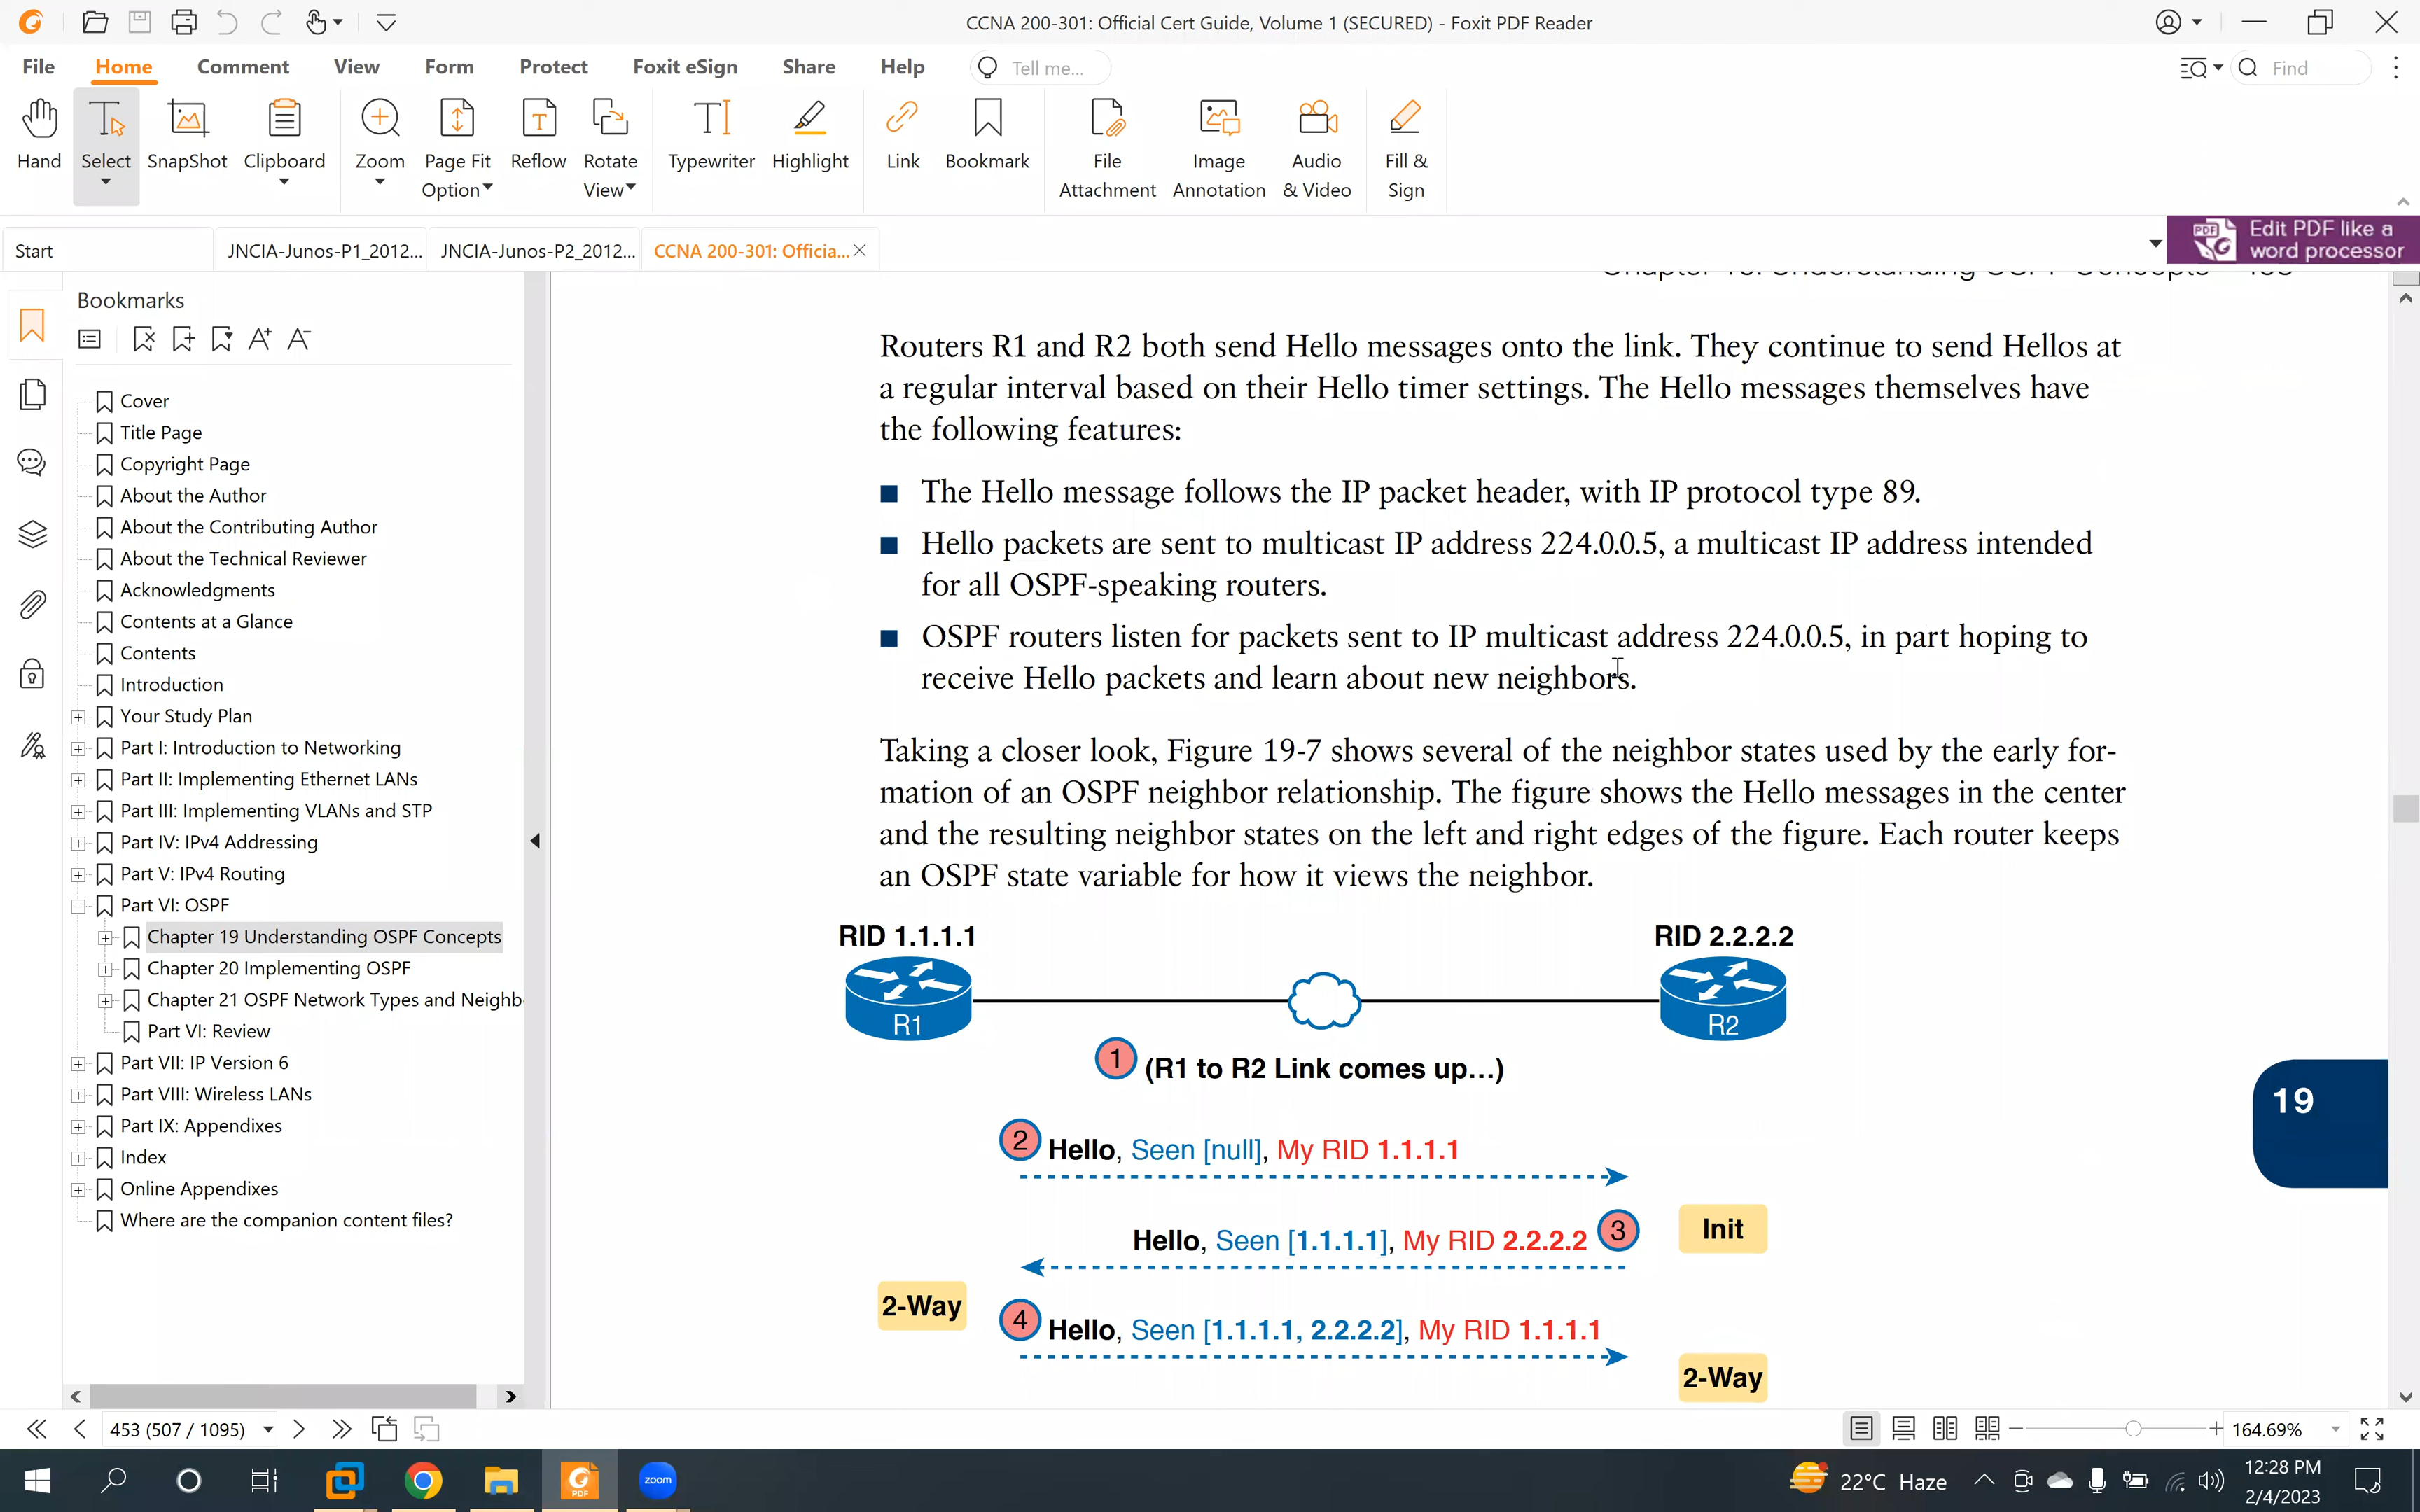 CCNA 200-301: Official Cert Guide, Volume 1 (SECURED) - Foxit PDF Reader
File Home Comment View Form Protect Foxit eSign Share Help Tell me... Find
Hand Select SnapShot Clipboard Zoom Page Fit Option Reflow Rotate View Typewriter Highlight Link Bookmark File Attachment Image Annotation Audio & Video Fill & Sign
Start JNCIA-Junos-P1_2012... JNCIA-Junos-P2_2012... CCNA 200-301: Officia...
Edit PDF like a
word processor
Bookmarks
Cover
Title Page
Copyright Page
About the Author
About the Contributing Author
About the Technical Reviewer
Acknowledgments
Contents at a Glance
Contents
Introduction
Your Study Plan
Part I: Introduction to Networking
Part II: Implementing Ethernet LANs
Part III: Implementing VLANs and STP
Part IV: IPv4 Addressing
Part V: IPv4 Routing
Part VI: OSPF
Chapter 19 Understanding OSPF Concepts
Chapter 20 Implementing OSPF
Chapter 21 OSPF Network Types and Neighb
Part VI: Review
Part VII: IP Version 6
Part VIII: Wireless LANs
Part IX: Appendixes
Index
Online Appendixes
Where are the companion content files?
Routers R1 and R2 both send Hello messages onto the link. They continue to send Hellos at
a regular interval based on their Hello timer settings. The Hello messages themselves have
the following features:
■ The Hello message follows the IP packet header, with IP protocol type 89.
■ Hello packets are sent to multicast IP address 224.0.0.5, a multicast IP address intended
for all OSPF-speaking routers.
■ OSPF routers listen for packets sent to IP multicast address 224.0.0.5, in part hoping to
receive Hello packets and learn about new neighbors.
Taking a closer look, Figure 19-7 shows several of the neighbor states used by the early for-
mation of an OSPF neighbor relationship. The figure shows the Hello messages in the center
and the resulting neighbor states on the left and right edges of the figure. Each router keeps
an OSPF state variable for how it views the neighbor.
RID 1.1.1.1 RID 2.2.2.2
R1 R2
1 (R1 to R2 Link comes up...)
19
2 Hello, Seen [null], My RID 1.1.1.1
Hello, Seen [1.1.1.1], My RID 2.2.2.2 3 Init
2-Way
4 Hello, Seen [1.1.1.1, 2.2.2.2], My RID 1.1.1.1
2-Way
453 (507 / 1095) 164.69%
zoom
PDF
22°C Haze
12:28 PM
2/4/2023